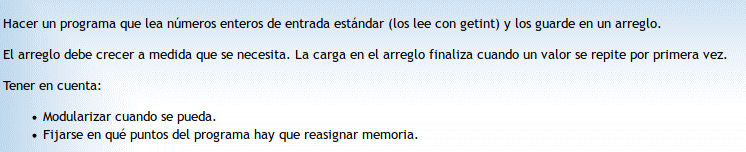 Hacer un programa que lea números enteros de entrada estándar (los lee con getint) y los guarde en un arreglo.
El arreglo debe crecer a medida que se necesita. La carga en el arreglo finaliza cuando un valor se repite por primera vez.
Tener en cuenta:
• Modularizar cuando se pueda.
• Fijarse en qué puntos del programa hay que reasignar memoria.